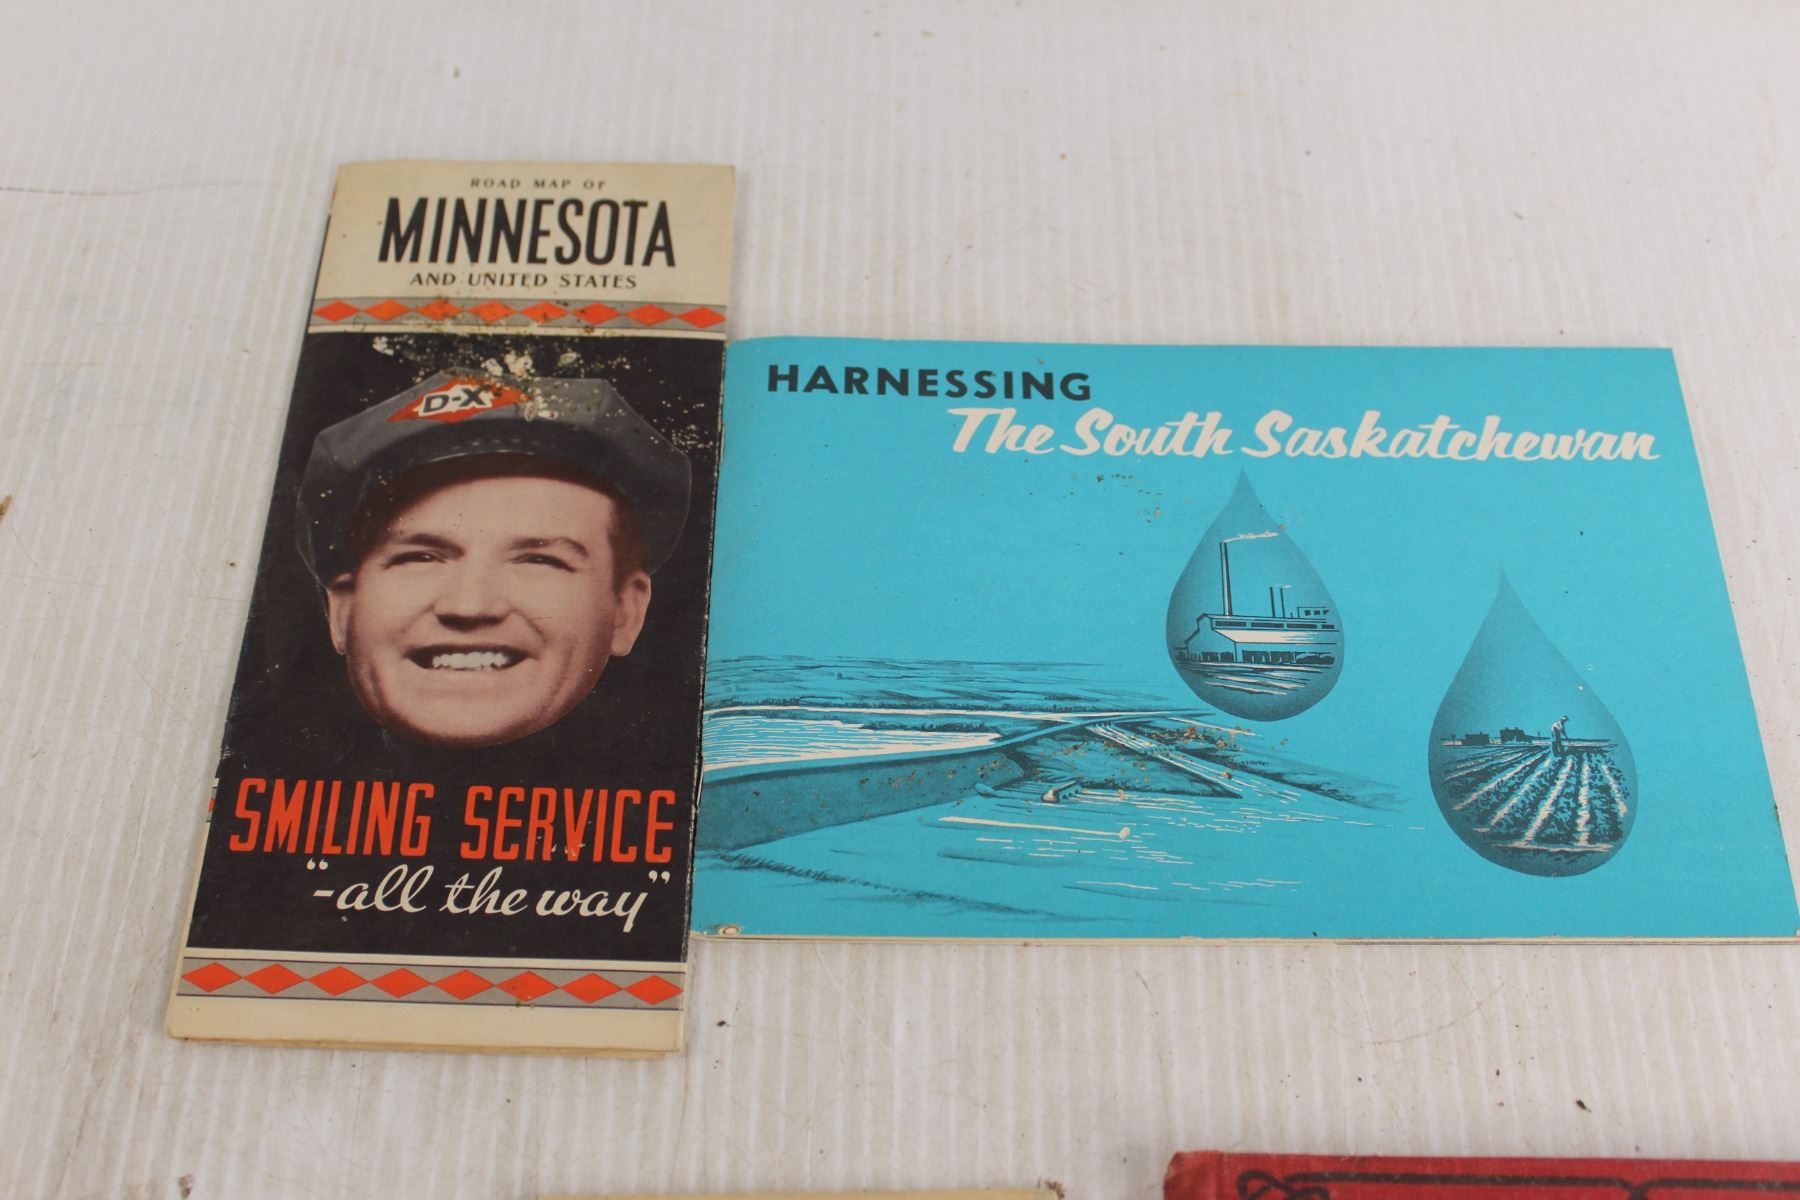 ROAD MAP OF
MINNESOTA
AND UNITED STATES
D-X
SMILING SERVICE
"-all the way"
HARNESSING
The South Saskatchewan